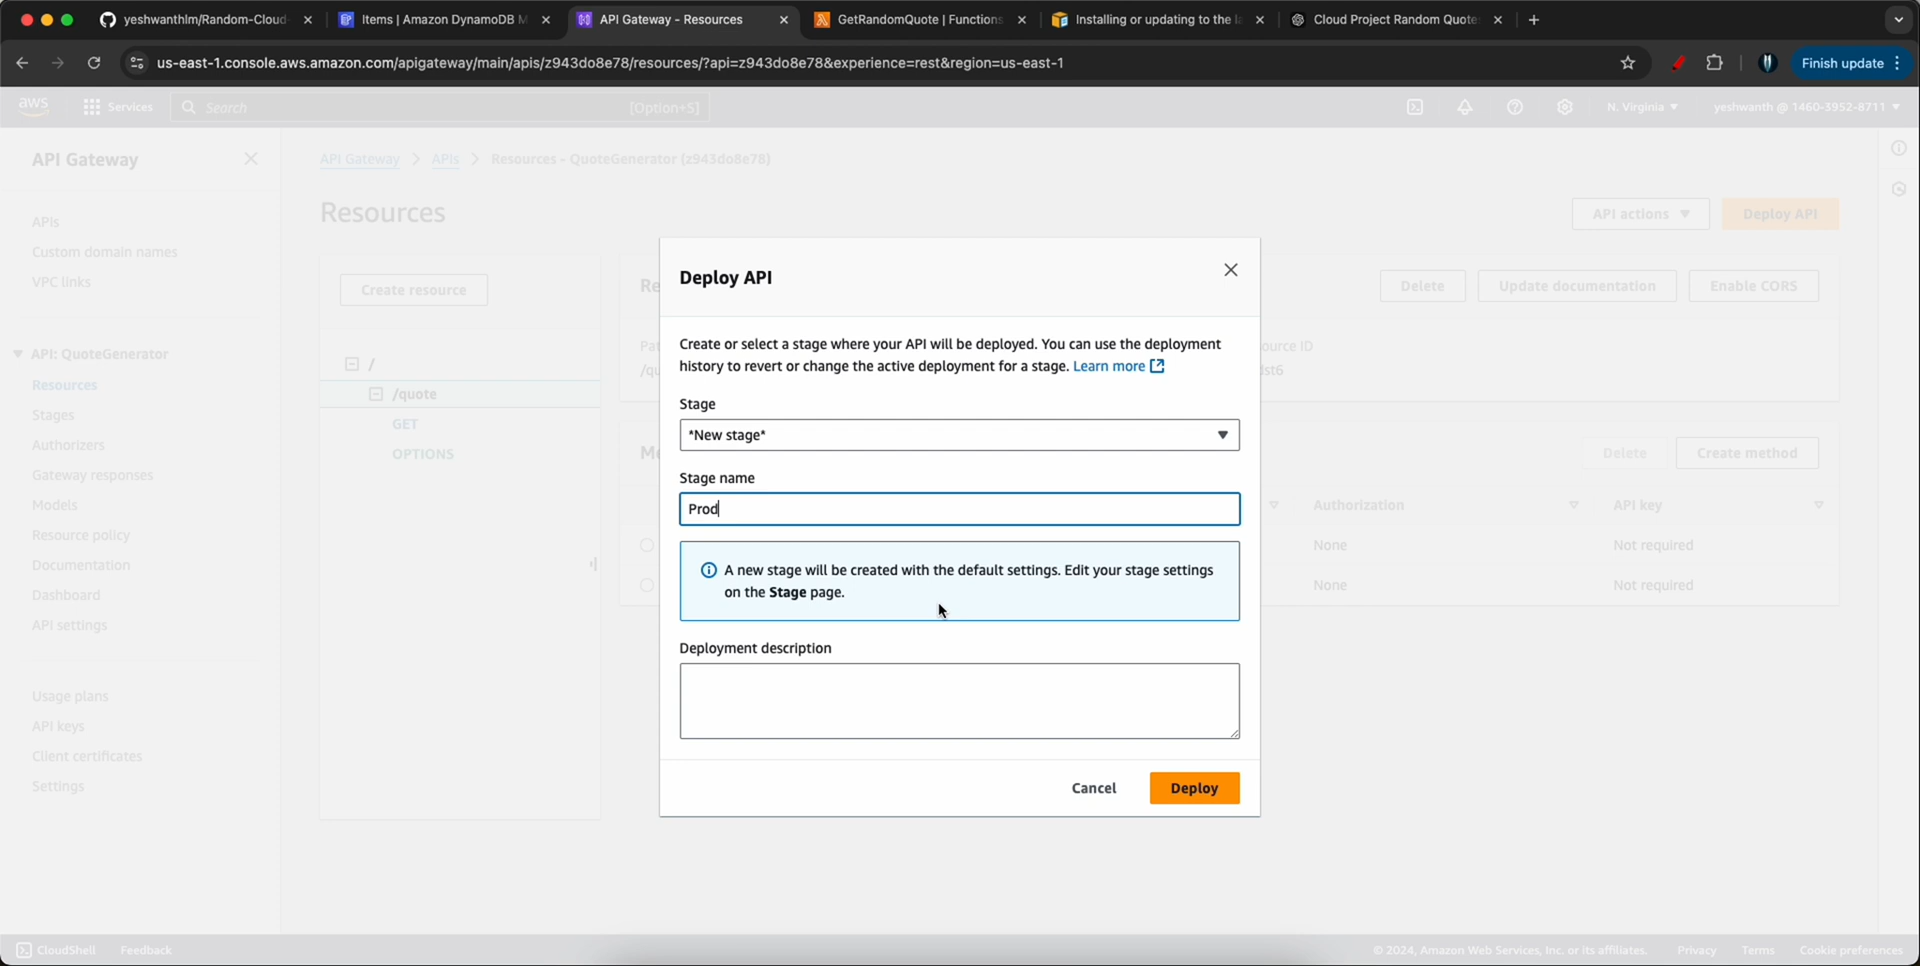 yeshwanthlm/Random-Cloud-
Items | Amazon DynamoDB M
API Gateway - Resources
GetRandomQuote | Functions
Installing or updating to the la
Cloud Project Random Quote
us-east-1.console.aws.amazon.com/apigateway/main/apis/z943do8e78/resources/?api=z943do8e78&experience=rest&region=us-east-1
Finish update
aws
Services
Search
[Option+S]
N. Virginia
yeshwanth @ 1460-3952-8711
API Gateway
APIs
Custom domain names
VPC links
API: QuoteGenerator
Resources
Stages
Authorizers
Gateway responses
Models
Resource policy
Documentation
Dashboard
API settings
Usage plans
API keys
Client certificates
Settings
API Gateway > APIs > Resources - QuoteGenerator (z943do8e78)
Resources
API actions
Deploy API
Create resource
/
/quote
GET
OPTIONS
Re
Delete
Update documentation
Enable CORS
Pat
/qu
ource ID
dst6
Me
Delete
Create method
Authorization
API key
None
Not required
None
Not required
Deploy API
Create or select a stage where your API will be deployed. You can use the deployment
history to revert or change the active deployment for a stage. Learn more
Stage
*New stage*
Stage name
Prod
A new stage will be created with the default settings. Edit your stage settings
on the Stage page.
Deployment description
Cancel
Deploy
CloudShell
Feedback
© 2024, Amazon Web Services, Inc. or its affiliates.
Privacy
Terms
Cookie preferences